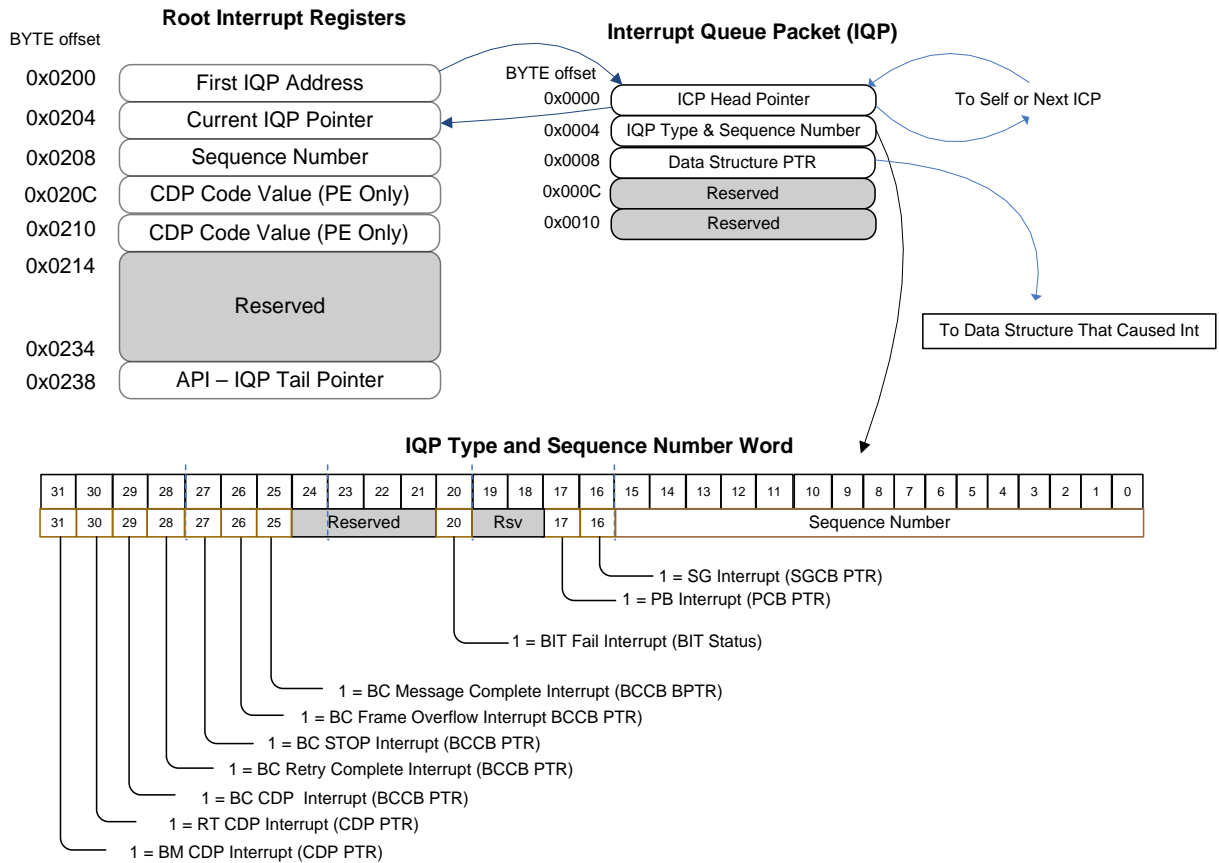 Root Interrupt Registers
BYTE offset
0x0200 First IQP Address
0x0204 Current IQP Pointer
0x0208 Sequence Number
0x020C CDP Code Value (PE Only)
0x0210 CDP Code Value (PE Only)
0x0214
Reserved
0x0234
0x0238 API – IQP Tail Pointer
Interrupt Queue Packet (IQP)
BYTE offset
0x0000 ICP Head Pointer
0x0004 IQP Type & Sequence Number
0x0008 Data Structure PTR
0x000C Reserved
0x0010 Reserved
To Self or Next ICP
To Data Structure That Caused Int
IQP Type and Sequence Number Word
31 30 29 28 27 26 25 24 23 22 21 20 19 18 17 16 15 14 13 12 11 10 9 8 7 6 5 4 3 2 1 0
31 30 29 28 27 26 25 Reserved 20 Rsv 17 16 Sequence Number
1 = SG Interrupt (SGCB PTR)
1 = PB Interrupt (PCB PTR)
1 = BIT Fail Interrupt (BIT Status)
1 = BC Message Complete Interrupt (BCCB BPTR)
1 = BC Frame Overflow Interrupt BCCB PTR)
1 = BC STOP Interrupt (BCCB PTR)
1 = BC Retry Complete Interrupt (BCCB PTR)
1 = BC CDP Interrupt (BCCB PTR)
1 = RT CDP Interrupt (CDP PTR)
1 = BM CDP Interrupt (CDP PTR)